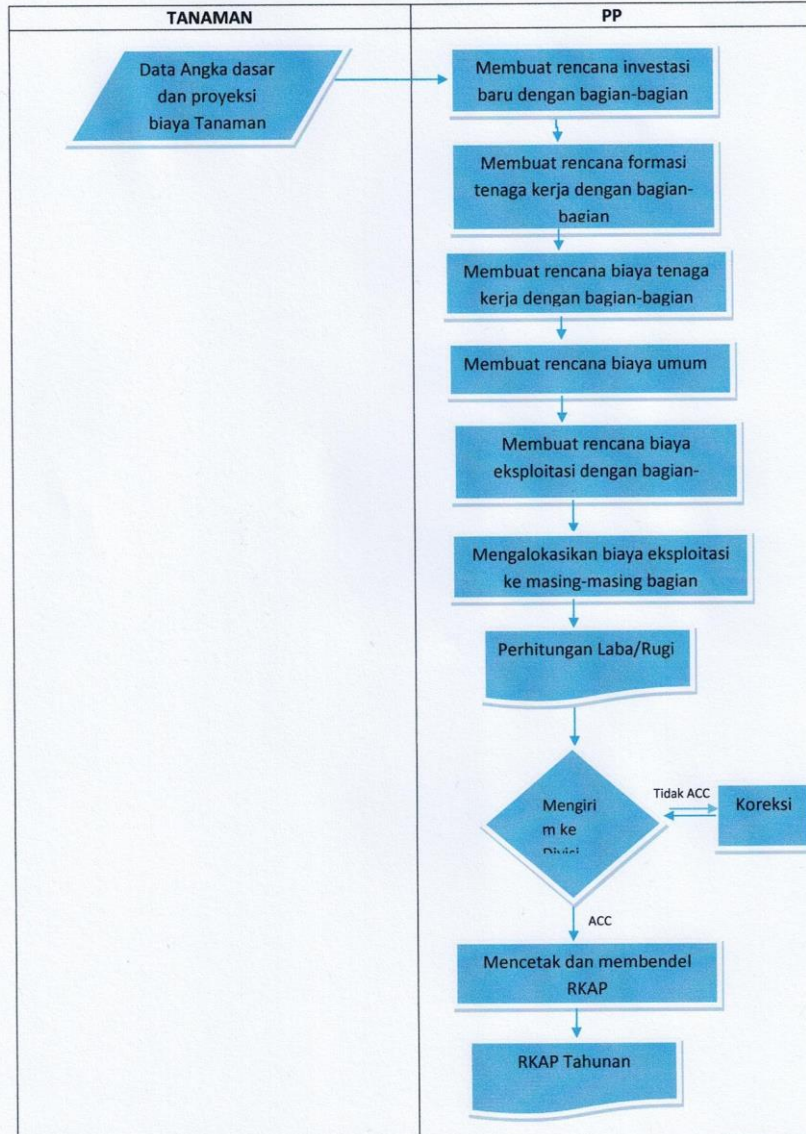 TANAMAN
PP
Data Angka dasar
dan proyeksi
biaya Tanaman
Membuat rencana investasi
baru dengan bagian-bagian
Membuat rencana formasi
tenaga kerja dengan bagian-
bagian
Membuat rencana biaya tenaga
kerja dengan bagian-bagian
Membuat rencana biaya umum
Membuat rencana biaya
eksploitasi dengan bagian-
Mengalokasikan biaya eksploitasi
ke masing-masing bagian
Perhitungan Laba/Rugi
Mengiri
m ke
Divisi
Tidak ACC
Koreksi
ACC
Mencetak dan membendel
RKAP
RKAP Tahunan